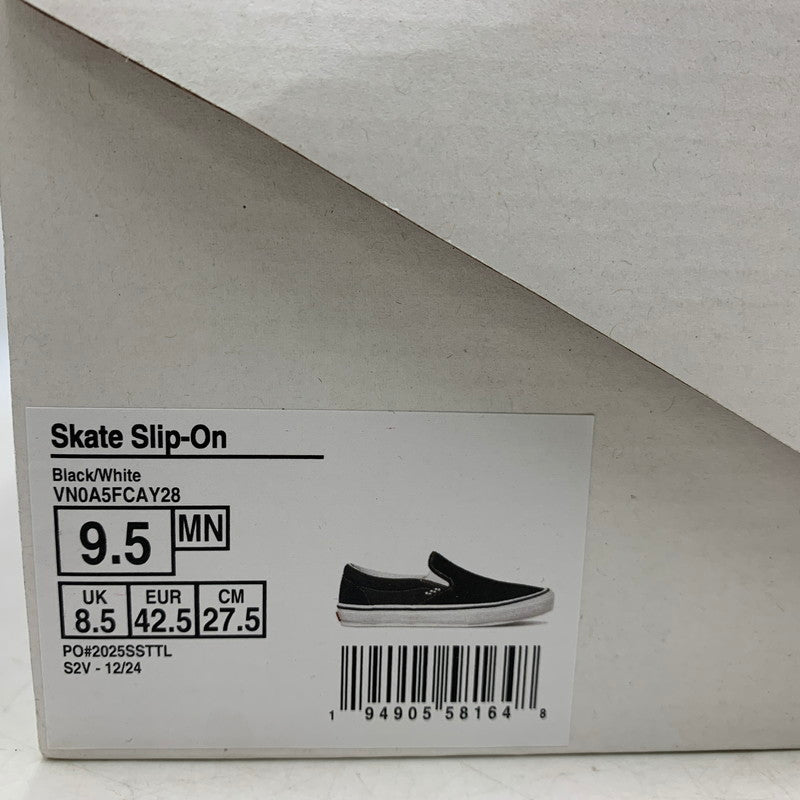 Skate Slip-On
Black/White
VN0A5FCAY28
9.5 MN
UK EUR CM
8.5 42.5 27.5
PO#2025SSTTL
S2V - 12/24
1 94905 58164 8